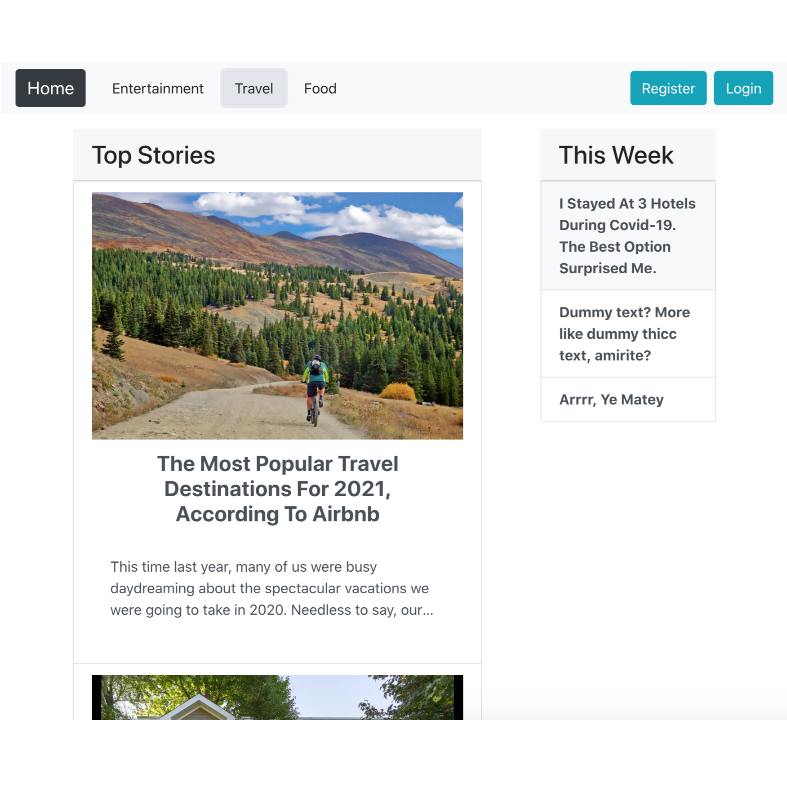 Home Entertainment Travel Food Register Login
Top Stories
The Most Popular Travel
Destinations For 2021,
According To Airbnb
This time last year, many of us were busy
daydreaming about the spectacular vacations we
were going to take in 2020. Needless to say, our...
This Week
I Stayed At 3 Hotels
During Covid-19.
The Best Option
Surprised Me.
Dummy text? More
like dummy thicc
text, amirite?
Arrrr, Ye Matey